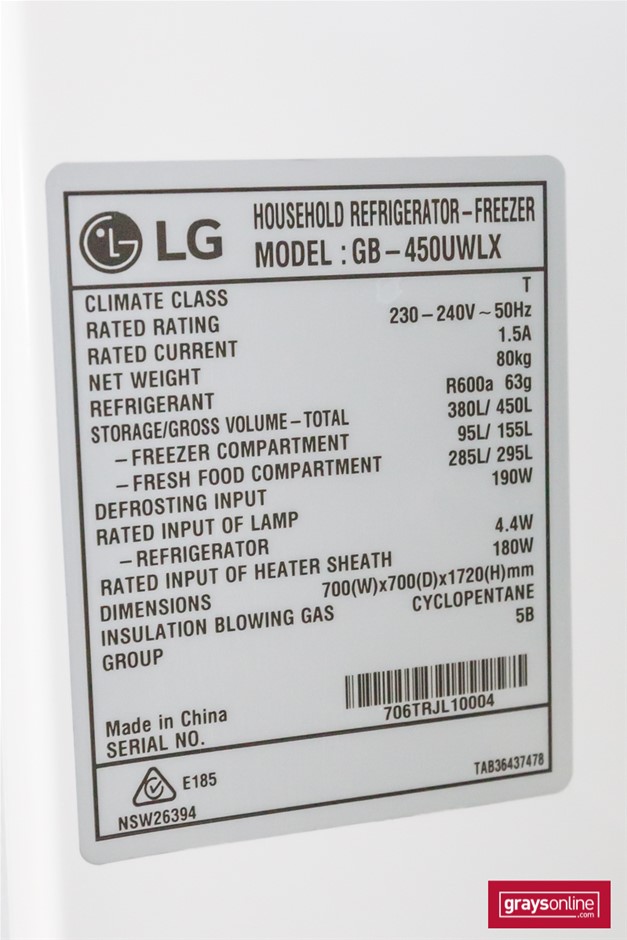 LG
HOUSEHOLD REFRIGERATOR-FREEZER
MODEL : GB-450UWLX
CLIMATE CLASS T
RATED RATING 230-240V~50Hz
RATED CURRENT 1.5A
NET WEIGHT 80kg
REFRIGERANT R600a 63g
STORAGE/GROSS VOLUME-TOTAL 380L/ 450L
-FREEZER COMPARTMENT 95L/ 155L
-FRESH FOOD COMPARTMENT 285L/ 295L
DEFROSTING INPUT 190W
RATED INPUT OF LAMP
-REFRIGERATOR 4.4W
RATED INPUT OF HEATER SHEATH 180W
DIMENSIONS 700(W)x700(D)x1720(H)mm
INSULATION BLOWING GAS CYCLOPENTANE
GROUP 5B
Made in China
SERIAL NO. 706TRJL10004
E185
NSW26394
TAB36437478
graysonline
.com